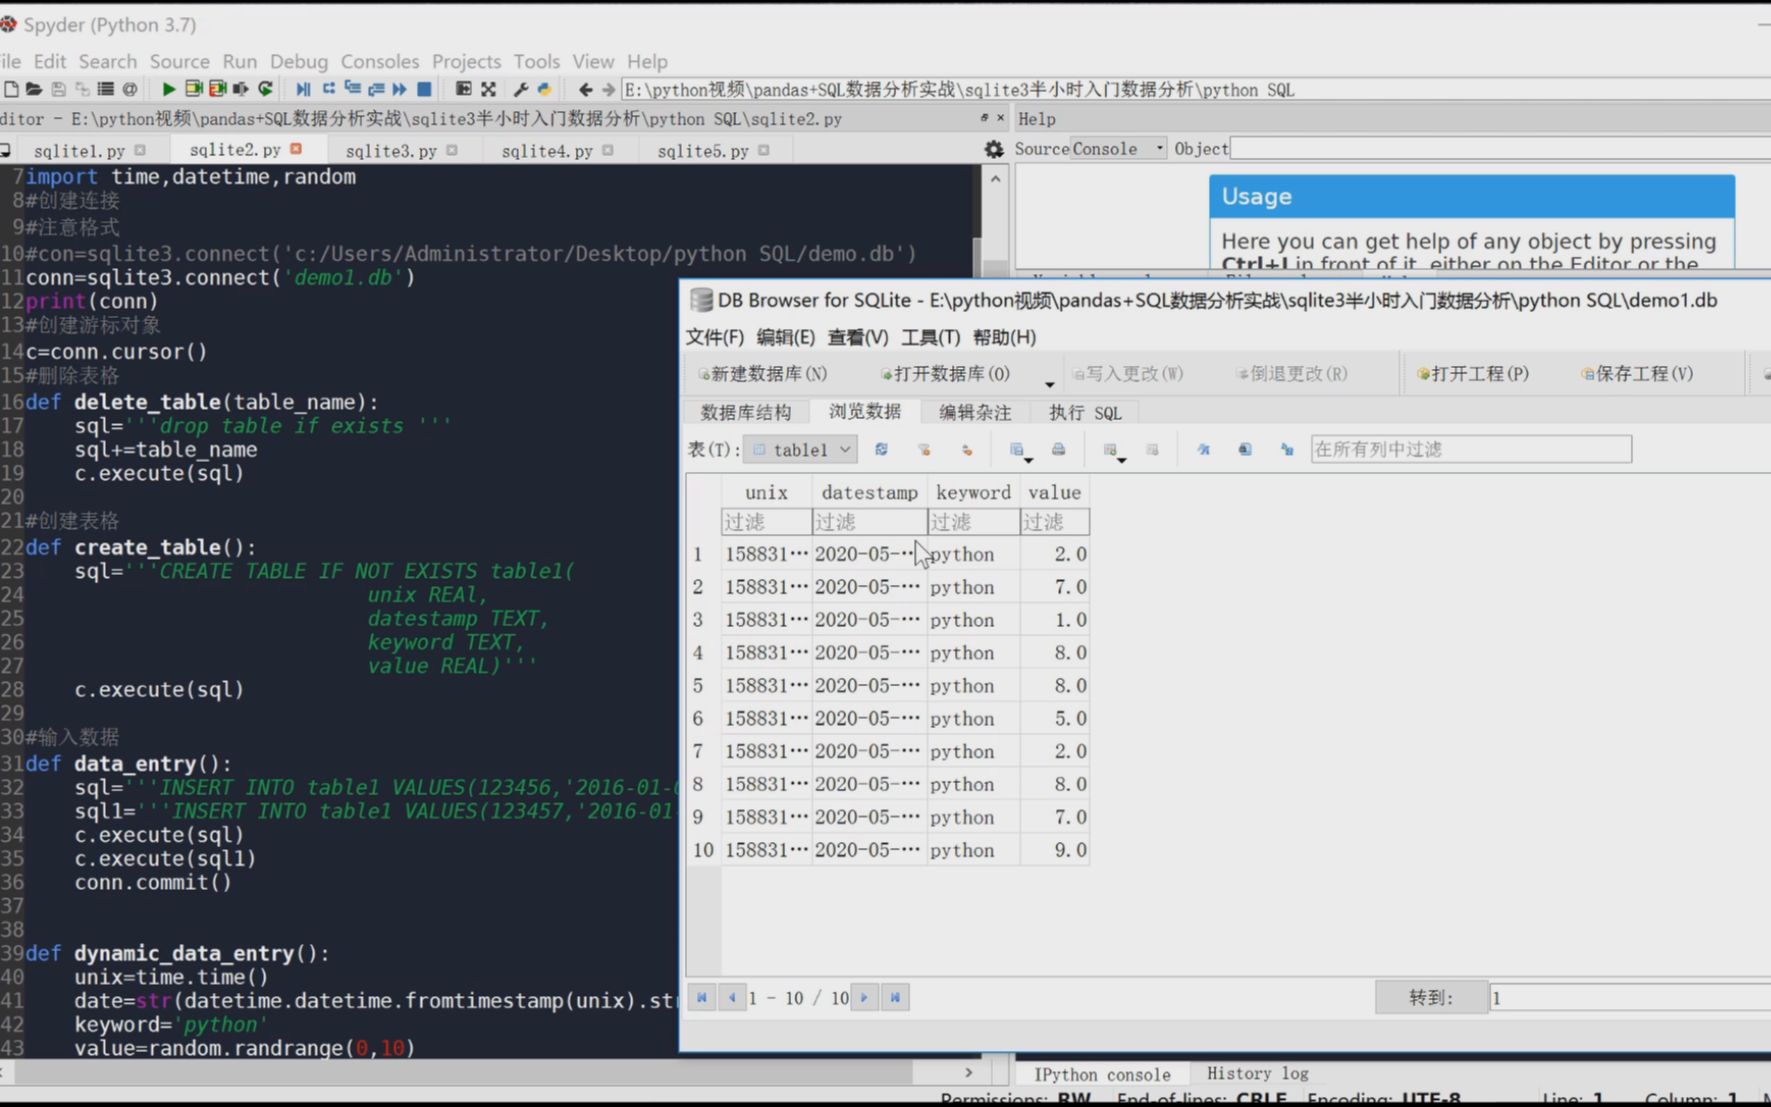 Spyder (Python 3.7)
ile Edit Search Source Run Debug Consoles Projects Tools View Help
E:\python视频\pandas+SQL数据分析实战\sqlite3半小时入门数据分析\python SQL
ditor - E:\python视频\pandas+SQL数据分析实战\sqlite3半小时入门数据分析\python SQL\sqlite2.py
Help
sqlite1.py sqlite2.py sqlite3.py sqlite4.py sqlite5.py
Source Console Object
7 import time,datetime,random
8 #创建连接
9 #注意格式
10 #con=sqlite3.connect('c:/Users/Administrator/Desktop/python SQL/demo.db')
11 conn=sqlite3.connect('demo1.db')
12 print(conn)
13 #创建游标对象
14 c=conn.cursor()
15 #删除表格
16 def delete_table(table_name):
17 sql='''drop table if exists '''
18 sql+=table_name
19 c.execute(sql)
20
21 #创建表格
22 def create_table():
23 sql='''CREATE TABLE IF NOT EXISTS table1(
24 unix REAl,
25 datestamp TEXT,
26 keyword TEXT,
27 value REAL)'''
28 c.execute(sql)
29
30 #输入数据
31 def data_entry():
32 sql='''INSERT INTO table1 VALUES(123456,'2016-01-
33 sql1='''INSERT INTO table1 VALUES(123457,'2016-01-
34 c.execute(sql)
35 c.execute(sql1)
36 conn.commit()
37
38
39 def dynamic_data_entry():
40 unix=time.time()
41 date=str(datetime.datetime.fromtimestamp(unix).st
42 keyword='python'
43 value=random.randrange(0,10)
Usage
Here you can get help of any object by pressing
Ctrl+I in front of it, either on the Editor or the
DB Browser for SQLite - E:\python视频\pandas+SQL数据分析实战\sqlite3半小时入门数据分析\python SQL\demo1.db
文件(F) 编辑(E) 查看(V) 工具(T) 帮助(H)
新建数据库(N) 打开数据库(O) 写入更改(W) 倒退更改(R) 打开工程(P) 保存工程(V)
数据库结构 浏览数据 编辑杂注 执行 SQL
表(T): table1 在所有列中过滤
unix datestamp keyword value
过滤 过滤 过滤 过滤
1 158831… 2020-05-… python 2.0
2 158831… 2020-05-… python 7.0
3 158831… 2020-05-… python 1.0
4 158831… 2020-05-… python 8.0
5 158831… 2020-05-… python 8.0
6 158831… 2020-05-… python 5.0
7 158831… 2020-05-… python 2.0
8 158831… 2020-05-… python 8.0
9 158831… 2020-05-… python 7.0
10 158831… 2020-05-… python 9.0
1 - 10 / 10 转到: 1
IPython console History log
Permissions: RW End-of-lines: CRLF Encoding: UTF-8 Line: 1 Column: 1